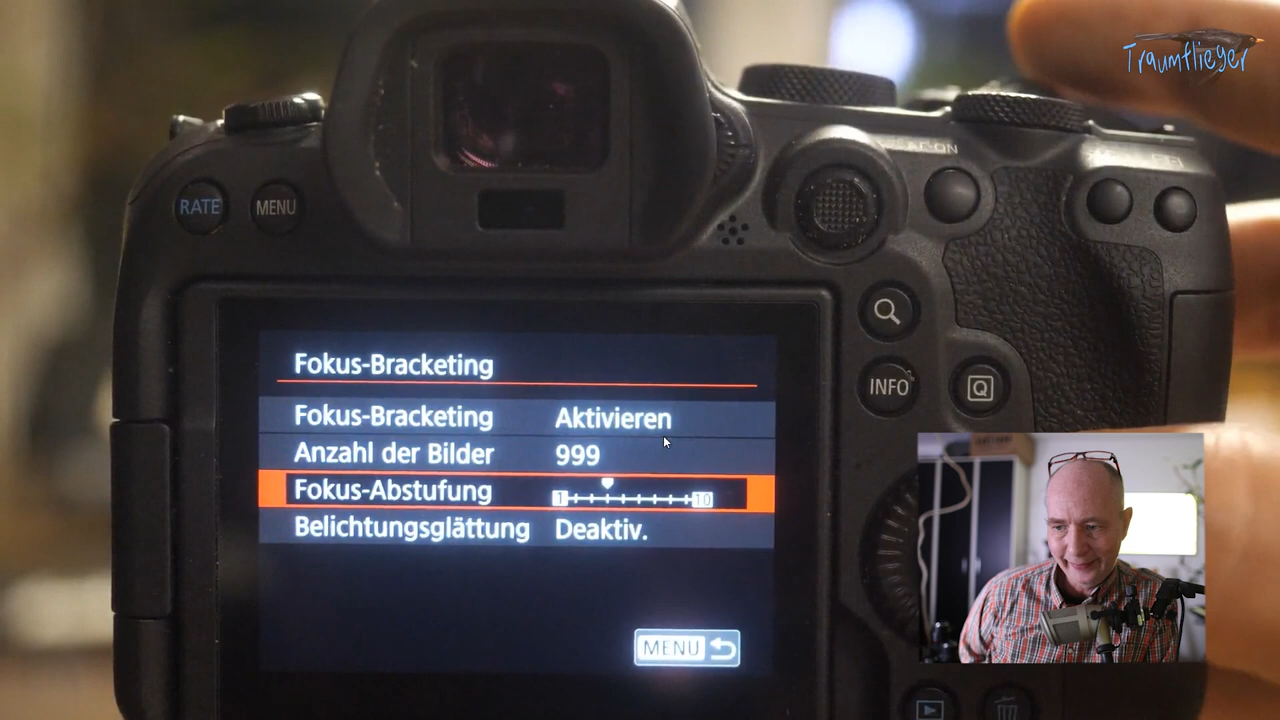 Traumflieger
RATE
MENU
INFO
Q
Fokus-Bracketing
Fokus-Bracketing Aktivieren
Anzahl der Bilder 999
Fokus-Abstufung 1 10
Belichtungsglättung Deaktiv.
MENU